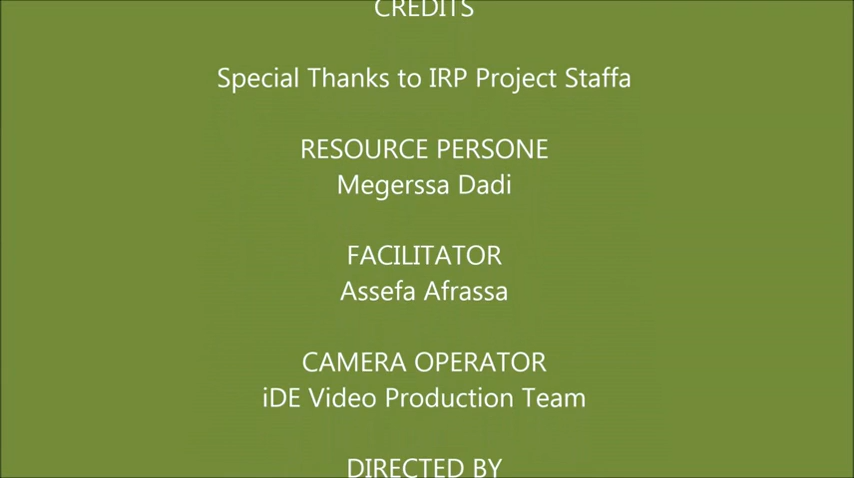 CREDITS
Special Thanks to IRP Project Staffa
RESOURCE PERSONE
Megerssa Dadi
FACILITATOR
Assefa Afrassa
CAMERA OPERATOR
iDE Video Production Team
DIRECTED BY